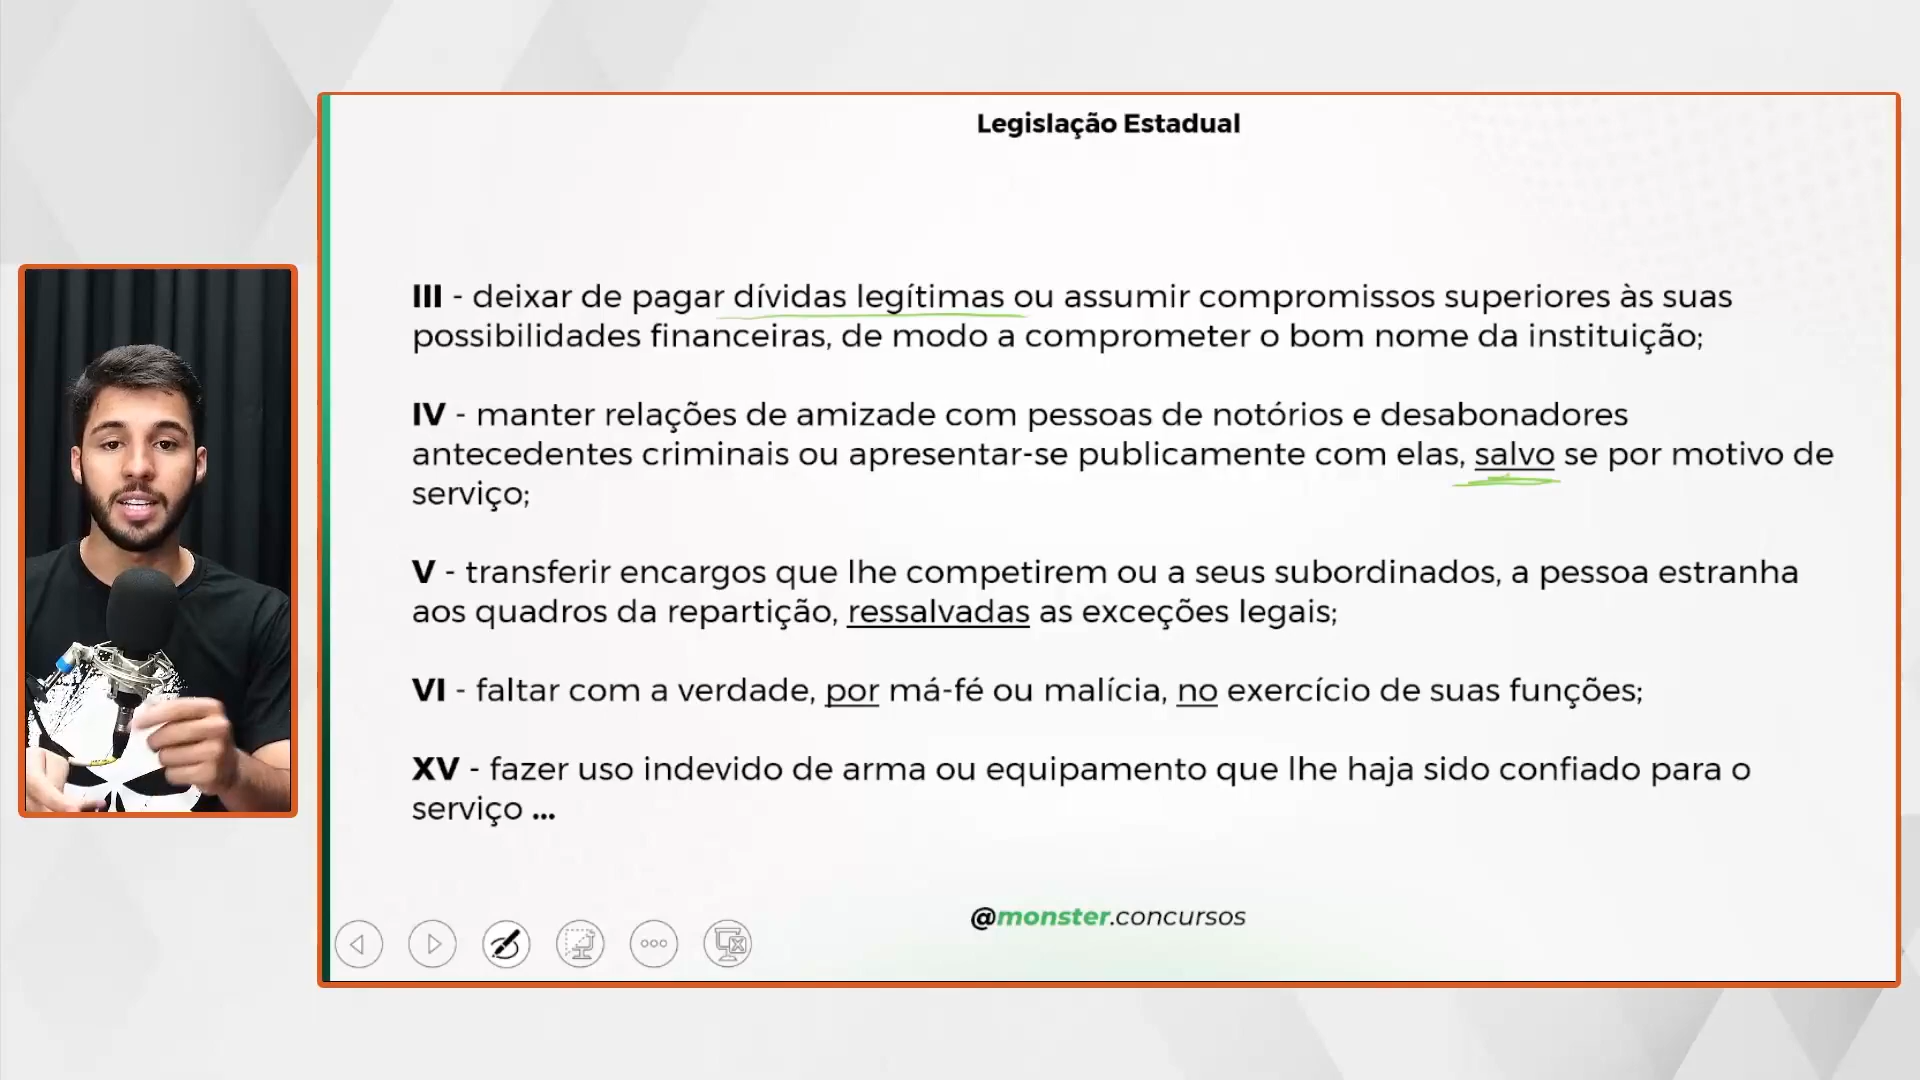 Legislação Estadual
III - deixar de pagar dívidas legítimas ou assumir compromissos superiores às suas
possibilidades financeiras, de modo a comprometer o bom nome da instituição;
IV - manter relações de amizade com pessoas de notórios e desabonadores
antecedentes criminais ou apresentar-se publicamente com elas, salvo se por motivo de
serviço;
V - transferir encargos que lhe competirem ou a seus subordinados, a pessoa estranha
aos quadros da repartição, ressalvadas as exceções legais;
VI - faltar com a verdade, por má-fé ou malícia, no exercício de suas funções;
XV - fazer uso indevido de arma ou equipamento que lhe haja sido confiado para o
serviço ...
@monster.concursos